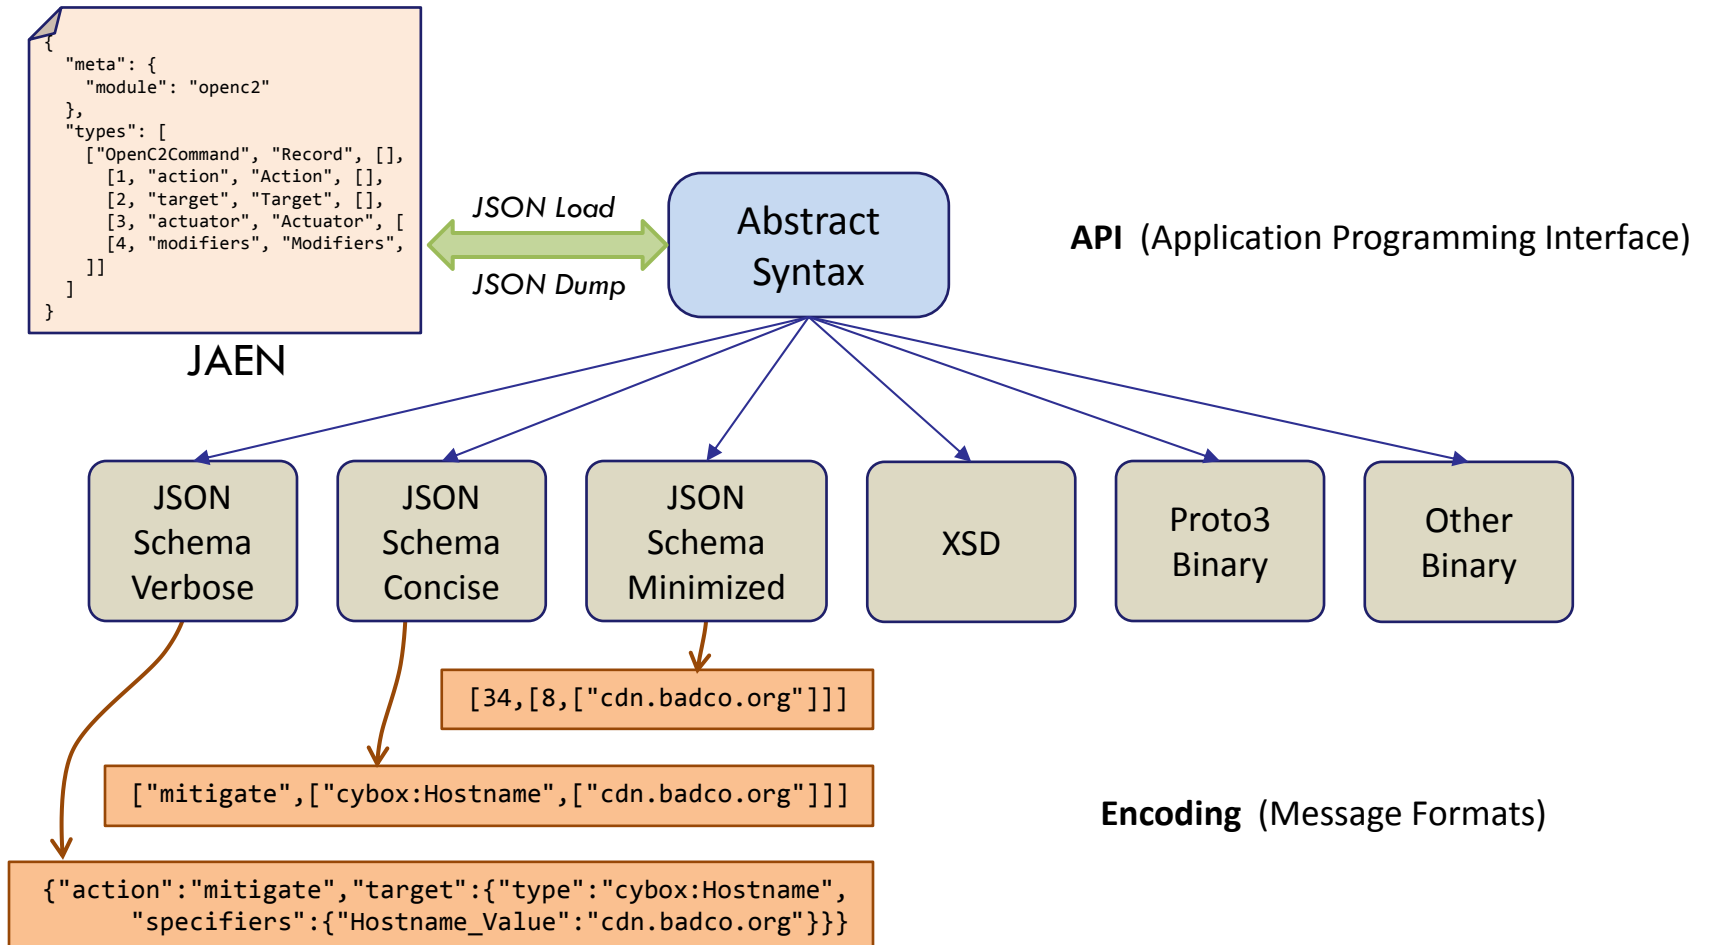 {
  "meta": {
    "module": "openc2"
  },
  "types": [
    ["OpenC2Command", "Record", [],
      [1, "action", "Action", [],
      [2, "target", "Target", [],
      [3, "actuator", "Actuator", [
      [4, "modifiers", "Modifiers",
    ]]
  ]
}
JAEN
JSON Load
JSON Dump
Abstract
Syntax
API (Application Programming Interface)
JSON
Schema
Verbose
JSON
Schema
Concise
JSON
Schema
Minimized
XSD
Proto3
Binary
Other
Binary
[34,[8,["cdn.badco.org"]]]
["mitigate",["cybox:Hostname",["cdn.badco.org"]]]
Encoding (Message Formats)
{"action":"mitigate","target":{"type":"cybox:Hostname",
"specifiers":{"Hostname_Value":"cdn.badco.org"}}}